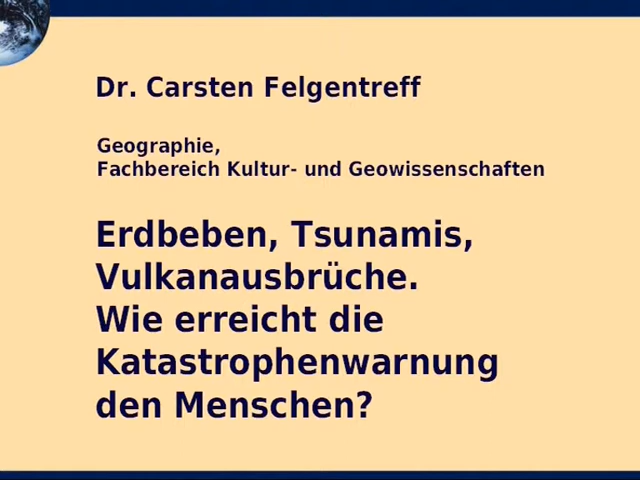 Dr. Carsten Felgentreff
Geographie,
Fachbereich Kultur- und Geowissenschaften
Erdbeben, Tsunamis,
Vulkanausbrüche.
Wie erreicht die
Katastrophenwarnung
den Menschen?